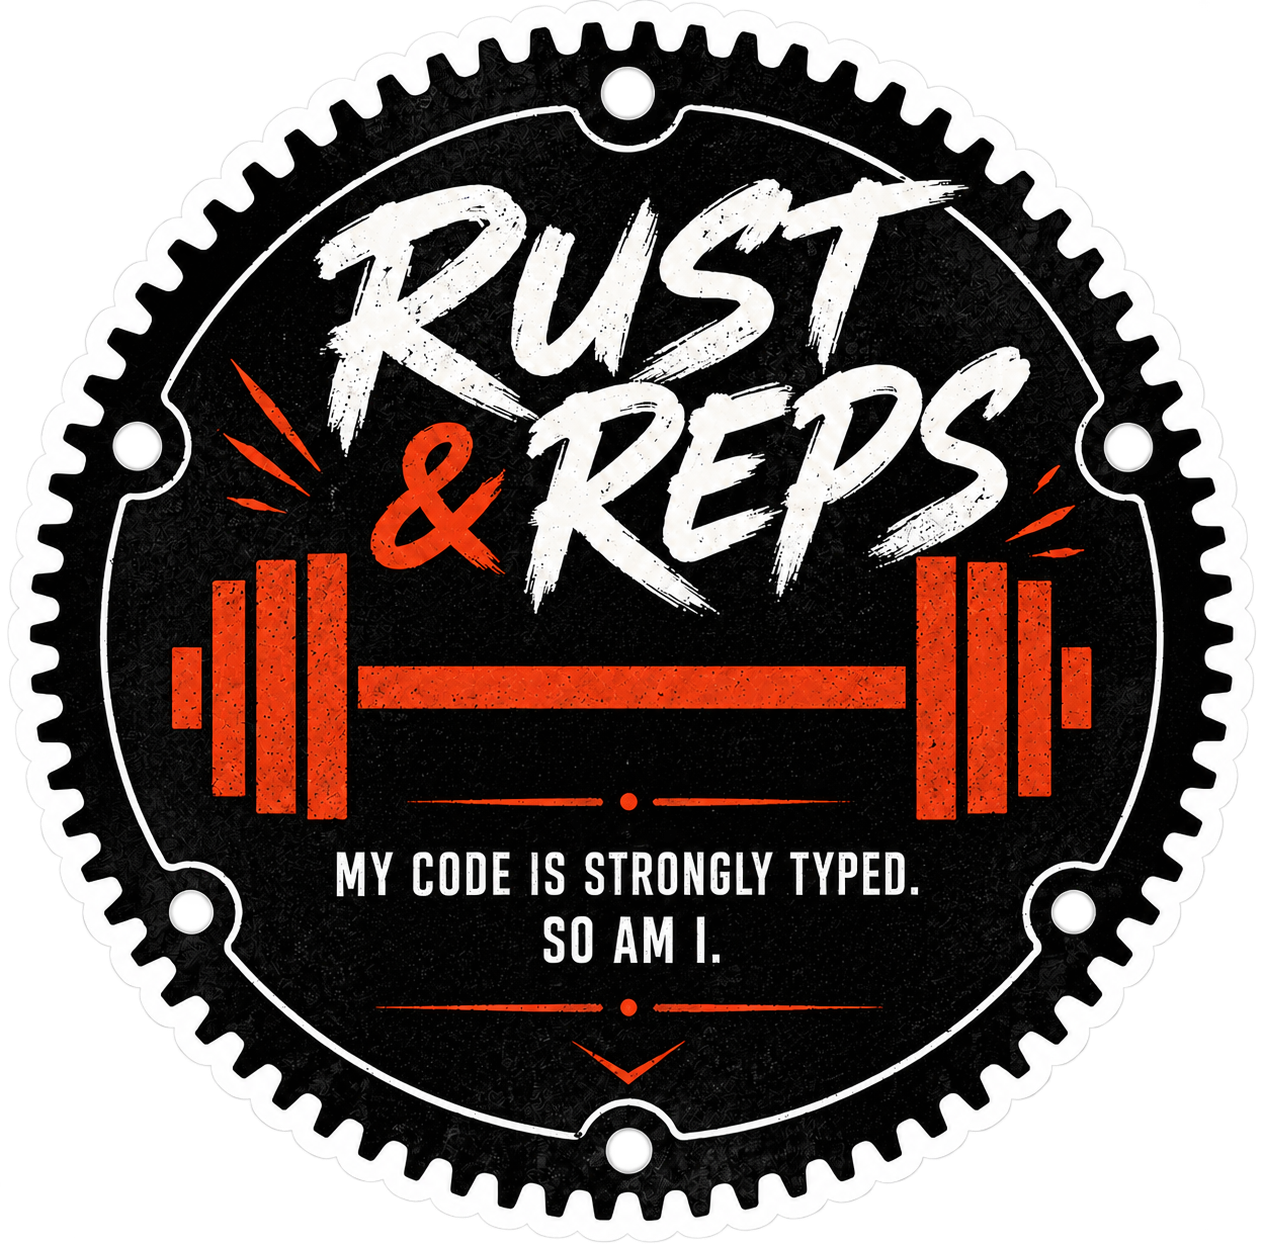 RUST
& REPS
MY CODE IS STRONGLY TYPED.
SO AM I.